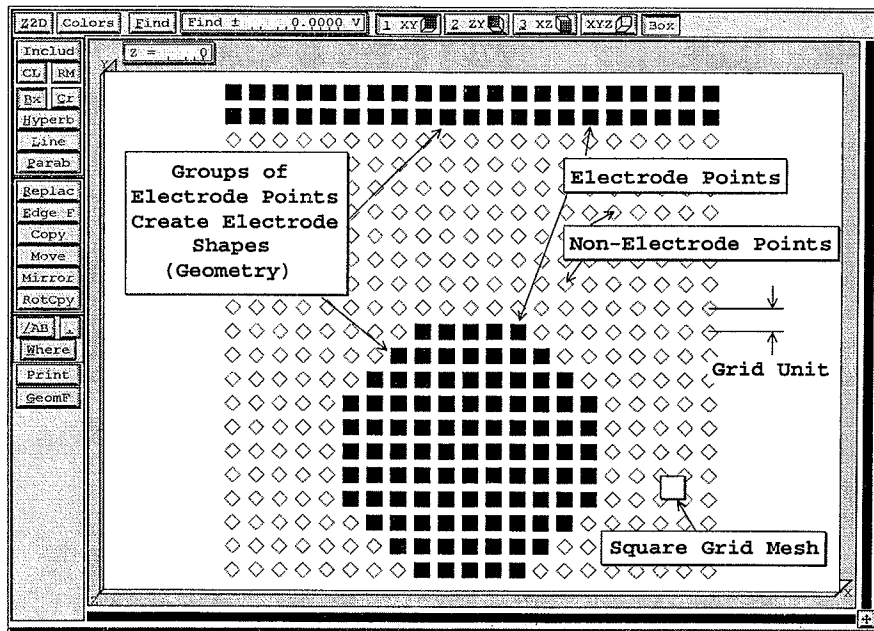 Z2D Colors Find Find ± 0.0000 V 1 XY 2 ZY 3 XZ XYZ Box
Z = 0
Includ
CL RM
Bx Cr
Hyperb
Line
Parab
Replac
Edge F
Copy
Move
Mirror
RotCpy
/AB .
Where
Print
GeomF
Y
Groups of
Electrode Points
Create Electrode
Shapes
(Geometry)
Electrode Points
Non-Electrode Points
Grid Unit
Square Grid Mesh
X